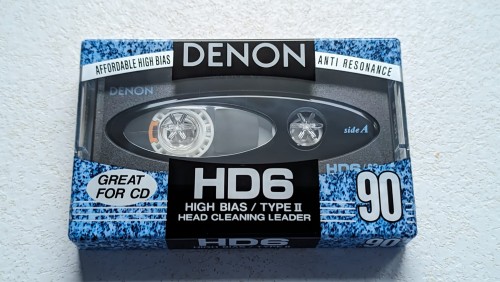 AFFORDABLE HIGH BIAS
DENON
ANTI RESONANCE
DENON
side A
HD6
GREAT
FOR CD
HD6
HIGH BIAS / TYPE II
HEAD CLEANING LEADER
90
HD6
90